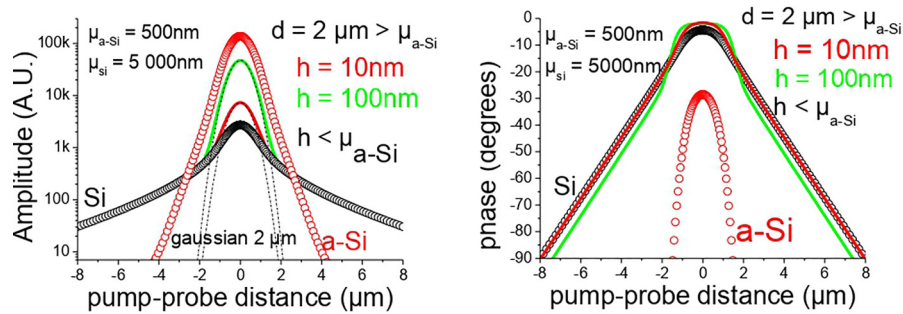 100k
10k
1k
100
10
Amplitude (A.U.)
μa-Si = 500nm
μsi = 5 000nm
d = 2 μm > μa-Si
h = 10nm
h = 100nm
h < μa-Si
Si
a-Si
gaussian 2 μm
-8 -6 -4 -2 0 2 4 6 8
pump-probe distance (μm)
0
-10
-20
-30
-40
-50
-60
-70
-80
-90
phase (degrees)
μa-Si = 500nm
μsi = 5000nm
d = 2 μm > μa-Si
h = 10nm
h = 100nm
h < μa-Si
Si
a-Si
-8 -6 -4 -2 0 2 4 6 8
pump-probe distance (μm)